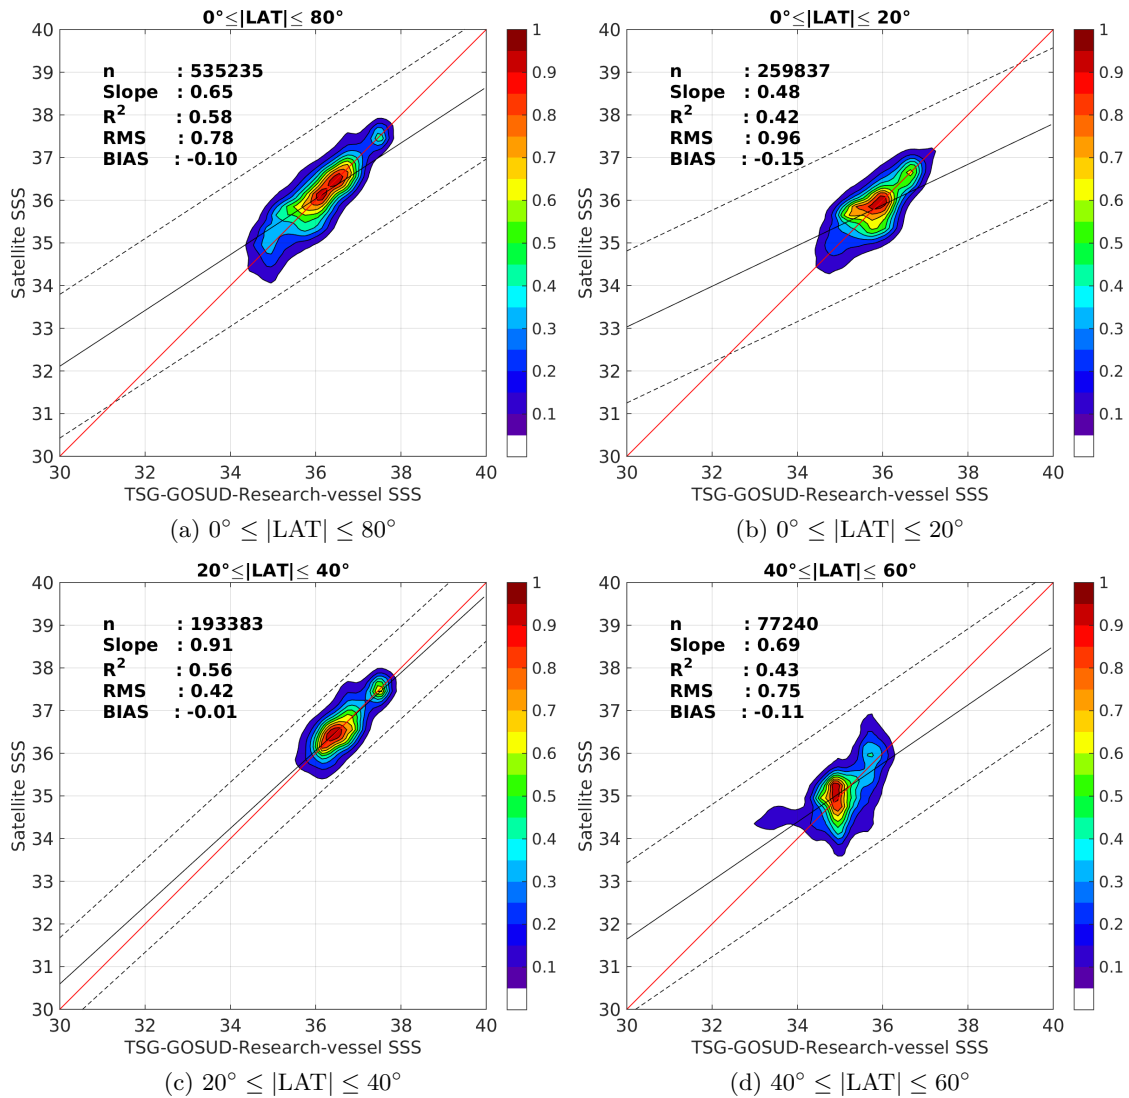 0°≤|LAT|≤ 80°
n : 535235
Slope : 0.65
R² : 0.58
RMS : 0.78
BIAS : -0.10
40
39
38
37
36
35
34
33
32
31
30
30 32 34 36 38 40
Satellite SSS
TSG-GOSUD-Research-vessel SSS
1
0.9
0.8
0.7
0.6
0.5
0.4
0.3
0.2
0.1
(a) 0° ≤ |LAT| ≤ 80°
0°≤|LAT|≤ 20°
n : 259837
Slope : 0.48
R² : 0.42
RMS : 0.96
BIAS : -0.15
40
39
38
37
36
35
34
33
32
31
30
30 32 34 36 38 40
Satellite SSS
TSG-GOSUD-Research-vessel SSS
1
0.9
0.8
0.7
0.6
0.5
0.4
0.3
0.2
0.1
(b) 0° ≤ |LAT| ≤ 20°
20°≤|LAT|≤ 40°
n : 193383
Slope : 0.91
R² : 0.56
RMS : 0.42
BIAS : -0.01
40
39
38
37
36
35
34
33
32
31
30
30 32 34 36 38 40
Satellite SSS
TSG-GOSUD-Research-vessel SSS
1
0.9
0.8
0.7
0.6
0.5
0.4
0.3
0.2
0.1
(c) 20° ≤ |LAT| ≤ 40°
40°≤|LAT|≤ 60°
n : 77240
Slope : 0.69
R² : 0.43
RMS : 0.75
BIAS : -0.11
40
39
38
37
36
35
34
33
32
31
30
30 32 34 36 38 40
Satellite SSS
TSG-GOSUD-Research-vessel SSS
1
0.9
0.8
0.7
0.6
0.5
0.4
0.3
0.2
0.1
(d) 40° ≤ |LAT| ≤ 60°